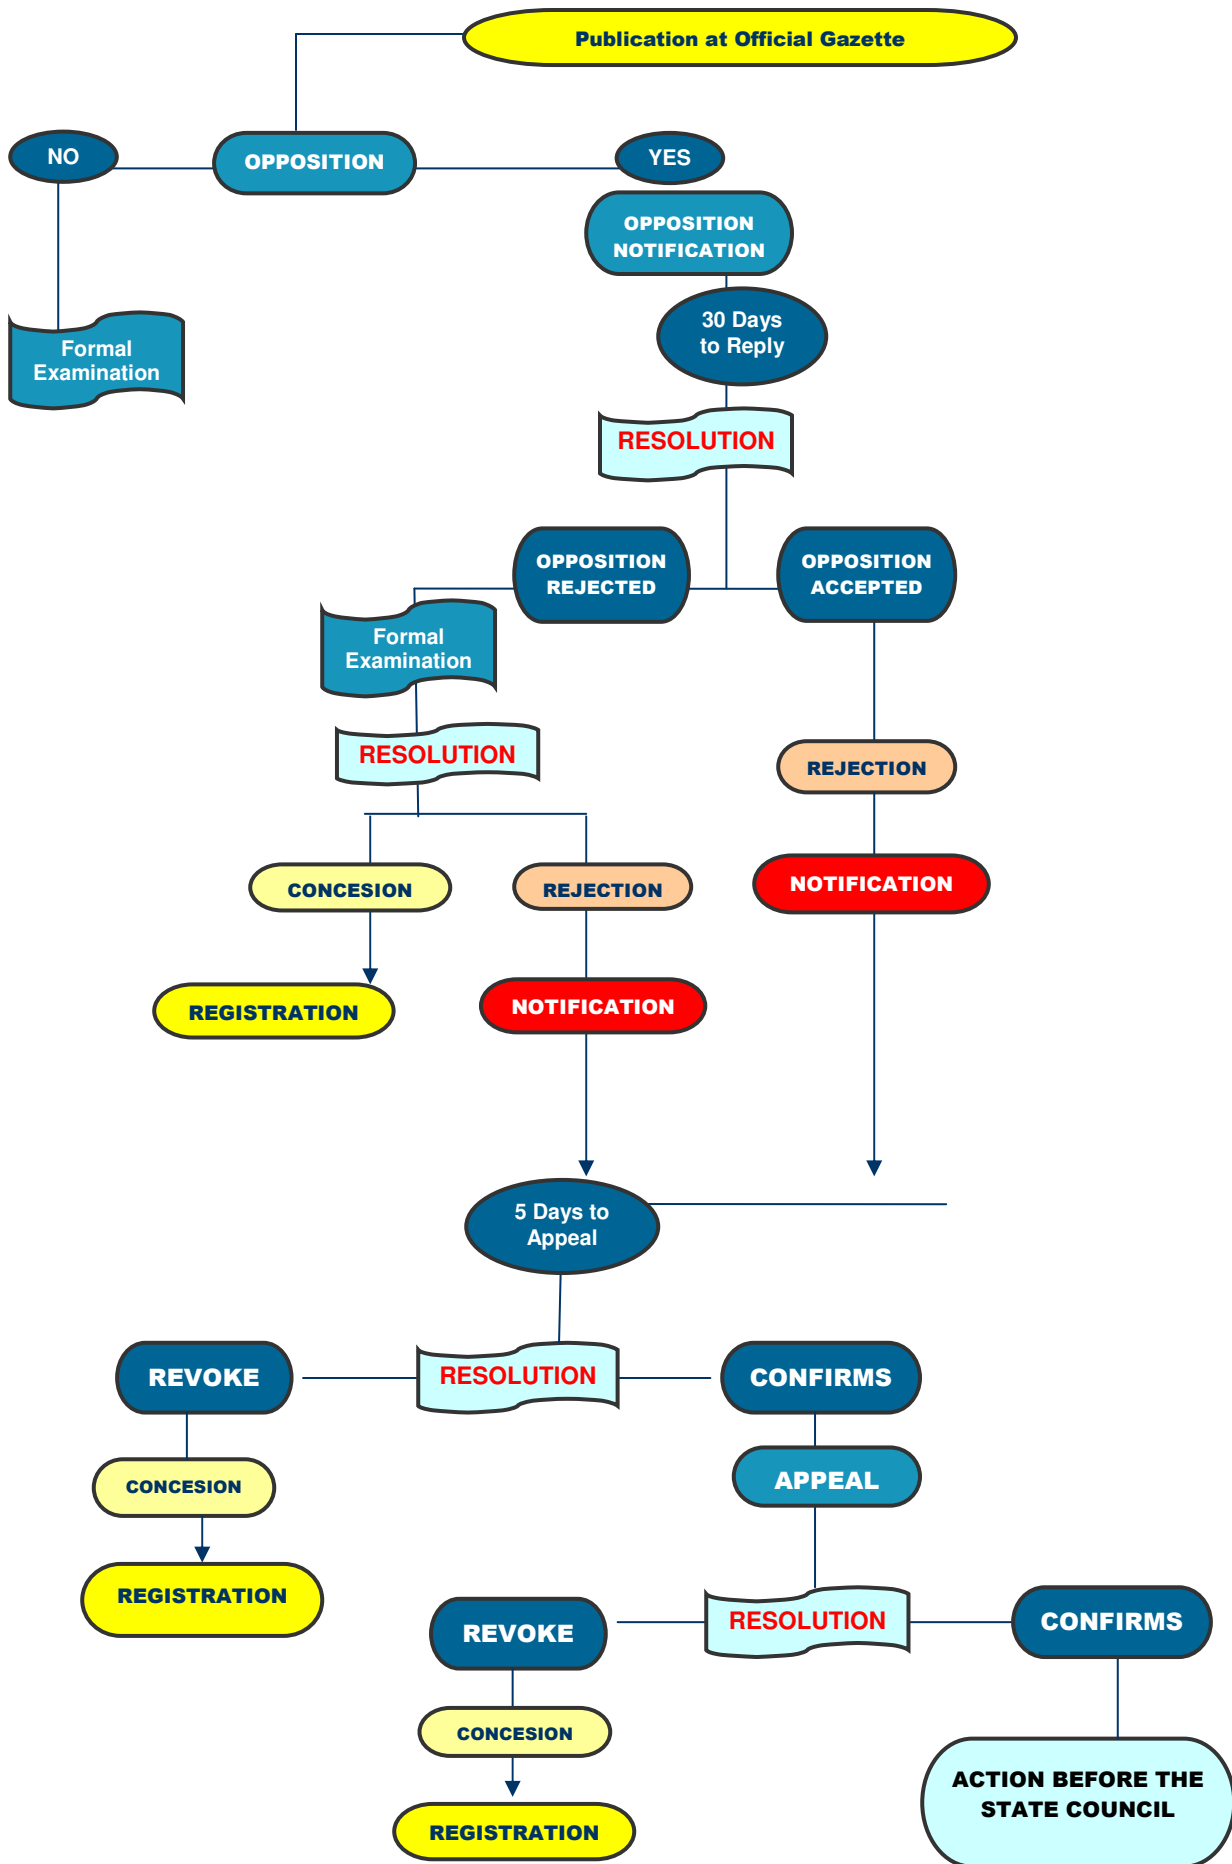 Publication at Official Gazette
NO
OPPOSITION
YES
OPPOSITION
NOTIFICATION
30 Days
to Reply
Formal
Examination
RESOLUTION
OPPOSITION
REJECTED
OPPOSITION
ACCEPTED
Formal
Examination
RESOLUTION
REJECTION
CONCESION
REJECTION
NOTIFICATION
REGISTRATION
NOTIFICATION
5 Days to
Appeal
REVOKE
RESOLUTION
CONFIRMS
CONCESION
APPEAL
REGISTRATION
REVOKE
RESOLUTION
CONFIRMS
CONCESION
ACTION BEFORE THE
STATE COUNCIL
REGISTRATION